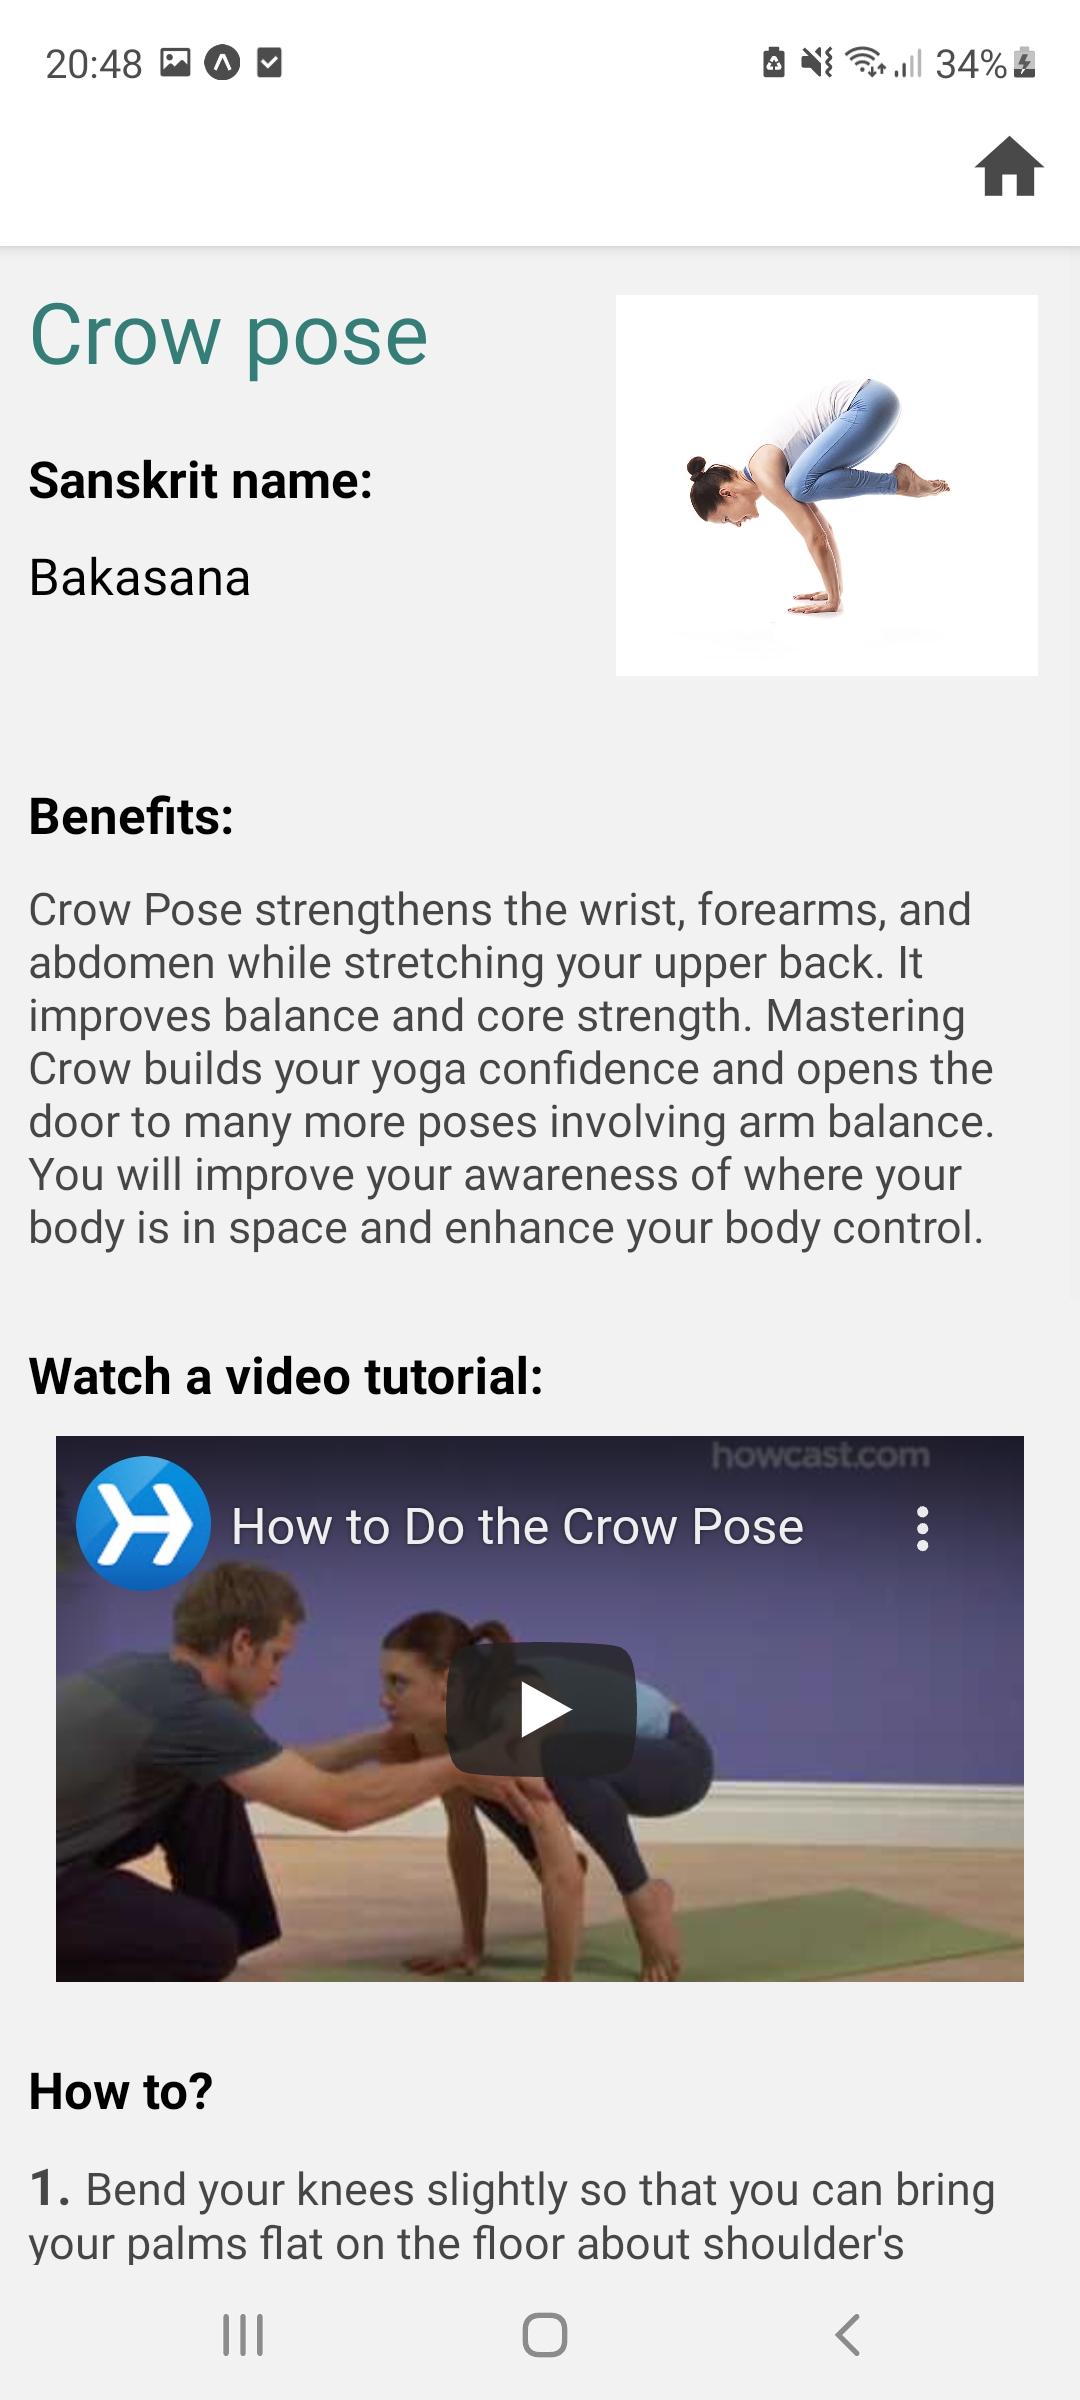 20:48
34%
Crow pose
Sanskrit name:
Bakasana
Benefits:
Crow Pose strengthens the wrist, forearms, and
abdomen while stretching your upper back. It
improves balance and core strength. Mastering
Crow builds your yoga confidence and opens the
door to many more poses involving arm balance.
You will improve your awareness of where your
body is in space and enhance your body control.
Watch a video tutorial:
howcast.com
How to Do the Crow Pose
How to?
1. Bend your knees slightly so that you can bring
your palms flat on the floor about shoulder's